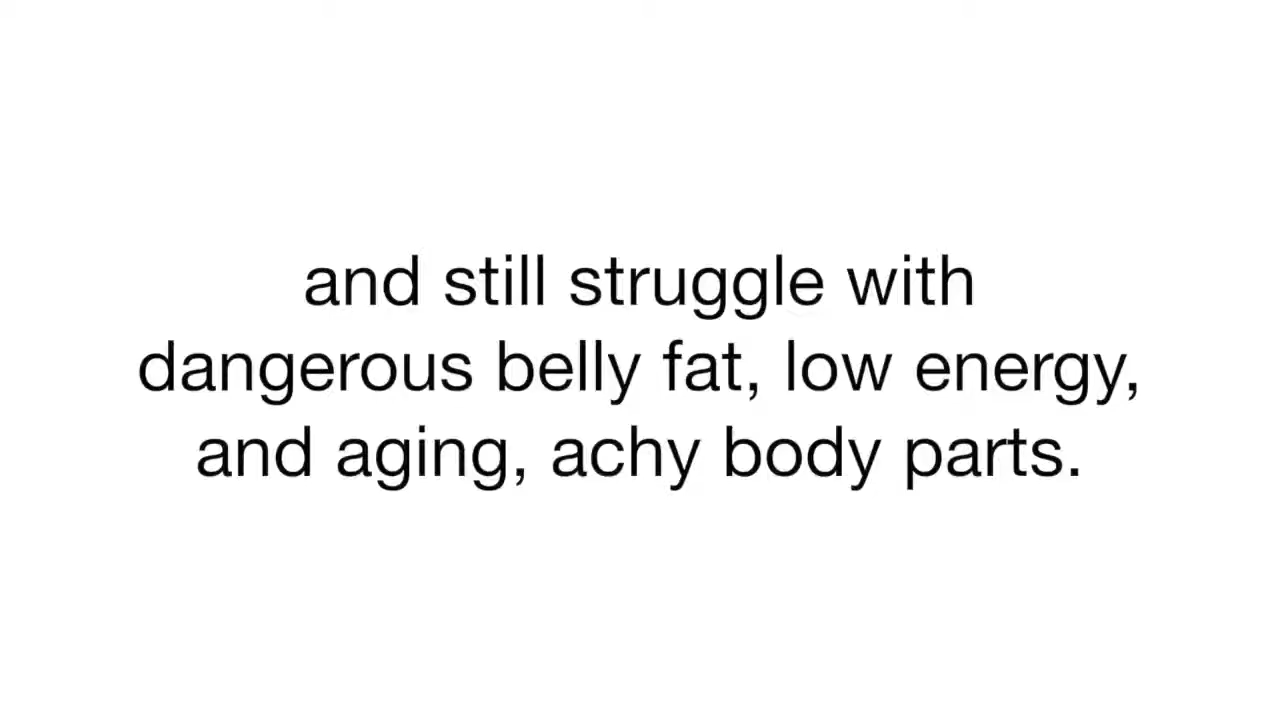 and still struggle with
dangerous belly fat, low energy,
and aging, achy body parts.